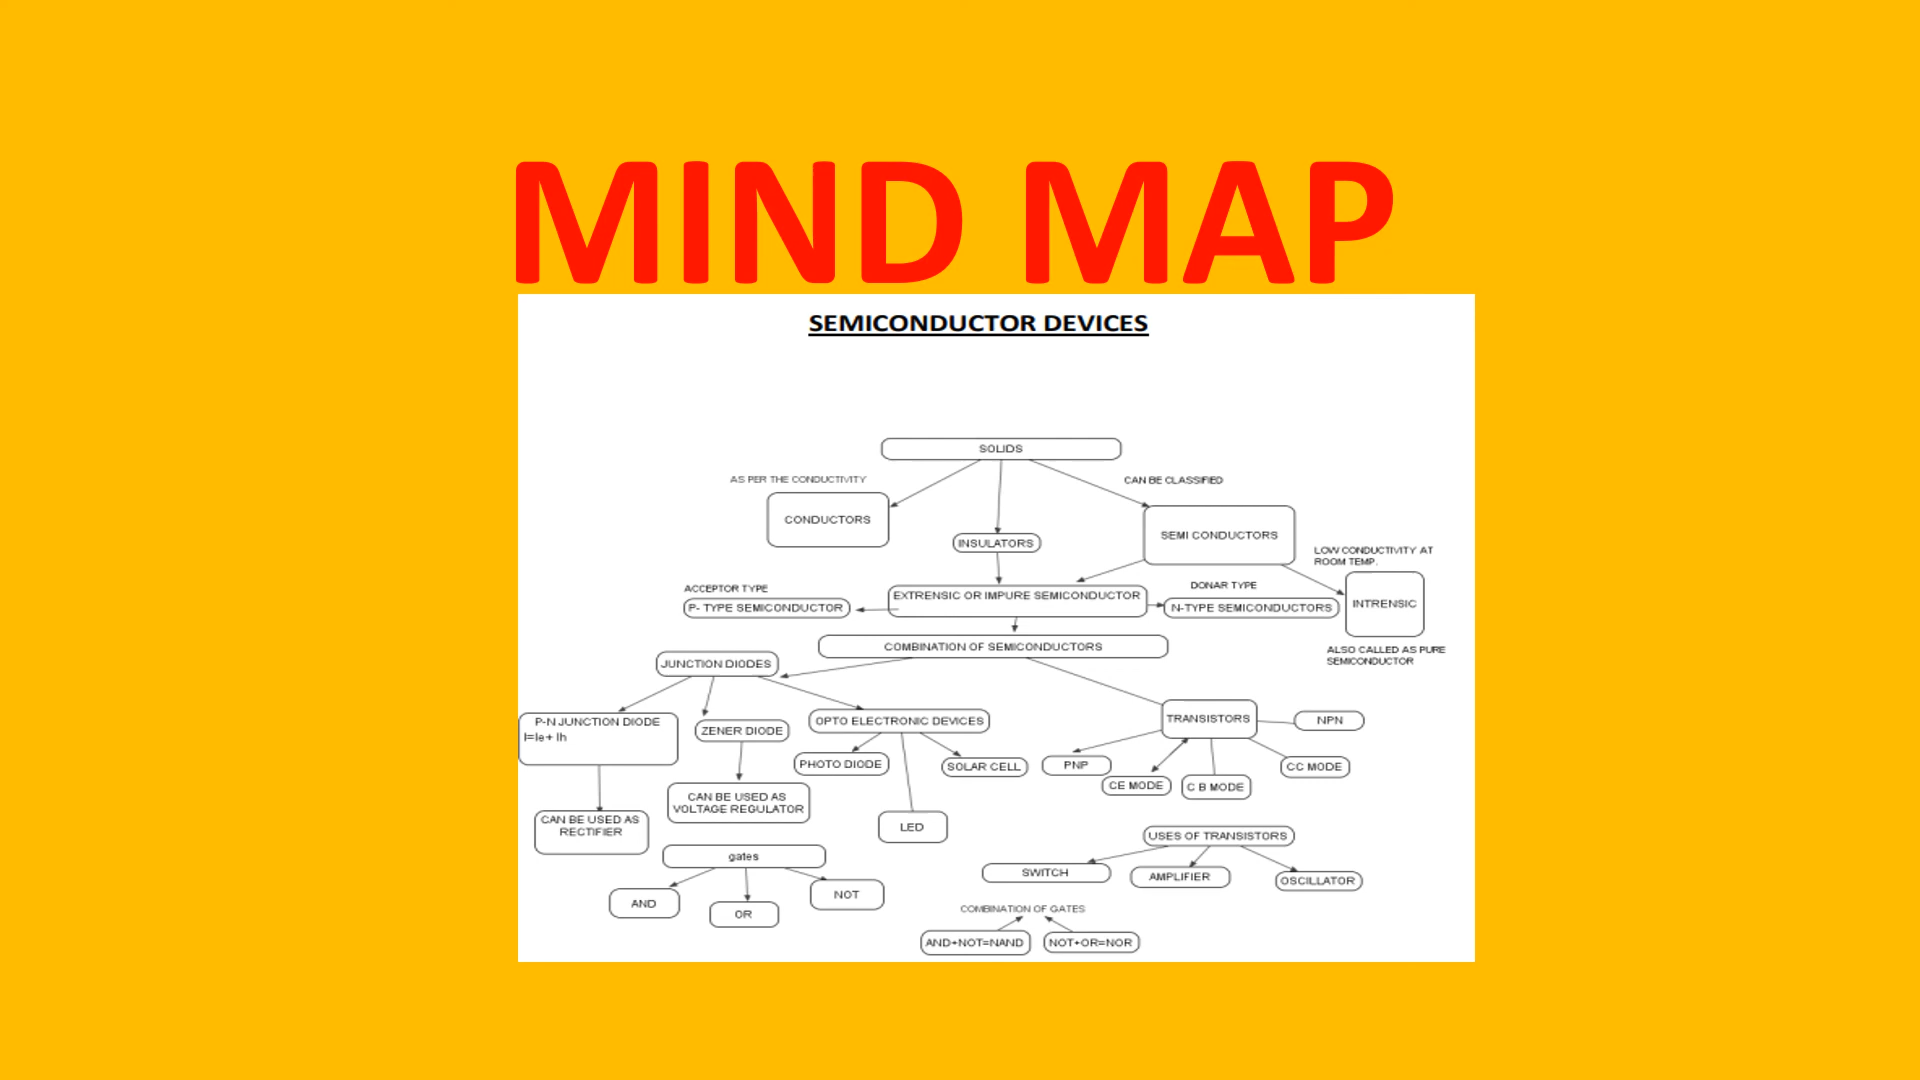 MIND MAP
SEMICONDUCTOR DEVICES
SOLIDS
AS PER THE CONDUCTIVITY
CAN BE CLASSIFIED
CONDUCTORS
INSULATORS
SEMI CONDUCTORS
LOW CONDUCTIVITY AT
ROOM TEMP.
ACCEPTOR TYPE
P- TYPE SEMICONDUCTOR
EXTRENSIC OR IMPURE SEMICONDUCTOR
DONAR TYPE
N-TYPE SEMICONDUCTORS
INTRENSIC
ALSO CALLED AS PURE
SEMICONDUCTOR
COMBINATION OF SEMICONDUCTORS
JUNCTION DIODES
P-N JUNCTION DIODE
I=Ie+ Ih
ZENER DIODE
OPTO ELECTRONIC DEVICES
TRANSISTORS
NPN
PHOTO DIODE
SOLAR CELL
PNP
CE MODE
C B MODE
CC MODE
CAN BE USED AS
VOLTAGE REGULATOR
CAN BE USED AS
RECTIFIER
LED
USES OF TRANSISTORS
gates
SWITCH
AMPLIFIER
OSCILLATOR
AND
OR
NOT
COMBINATION OF GATES
AND+NOT=NAND
NOT+OR=NOR